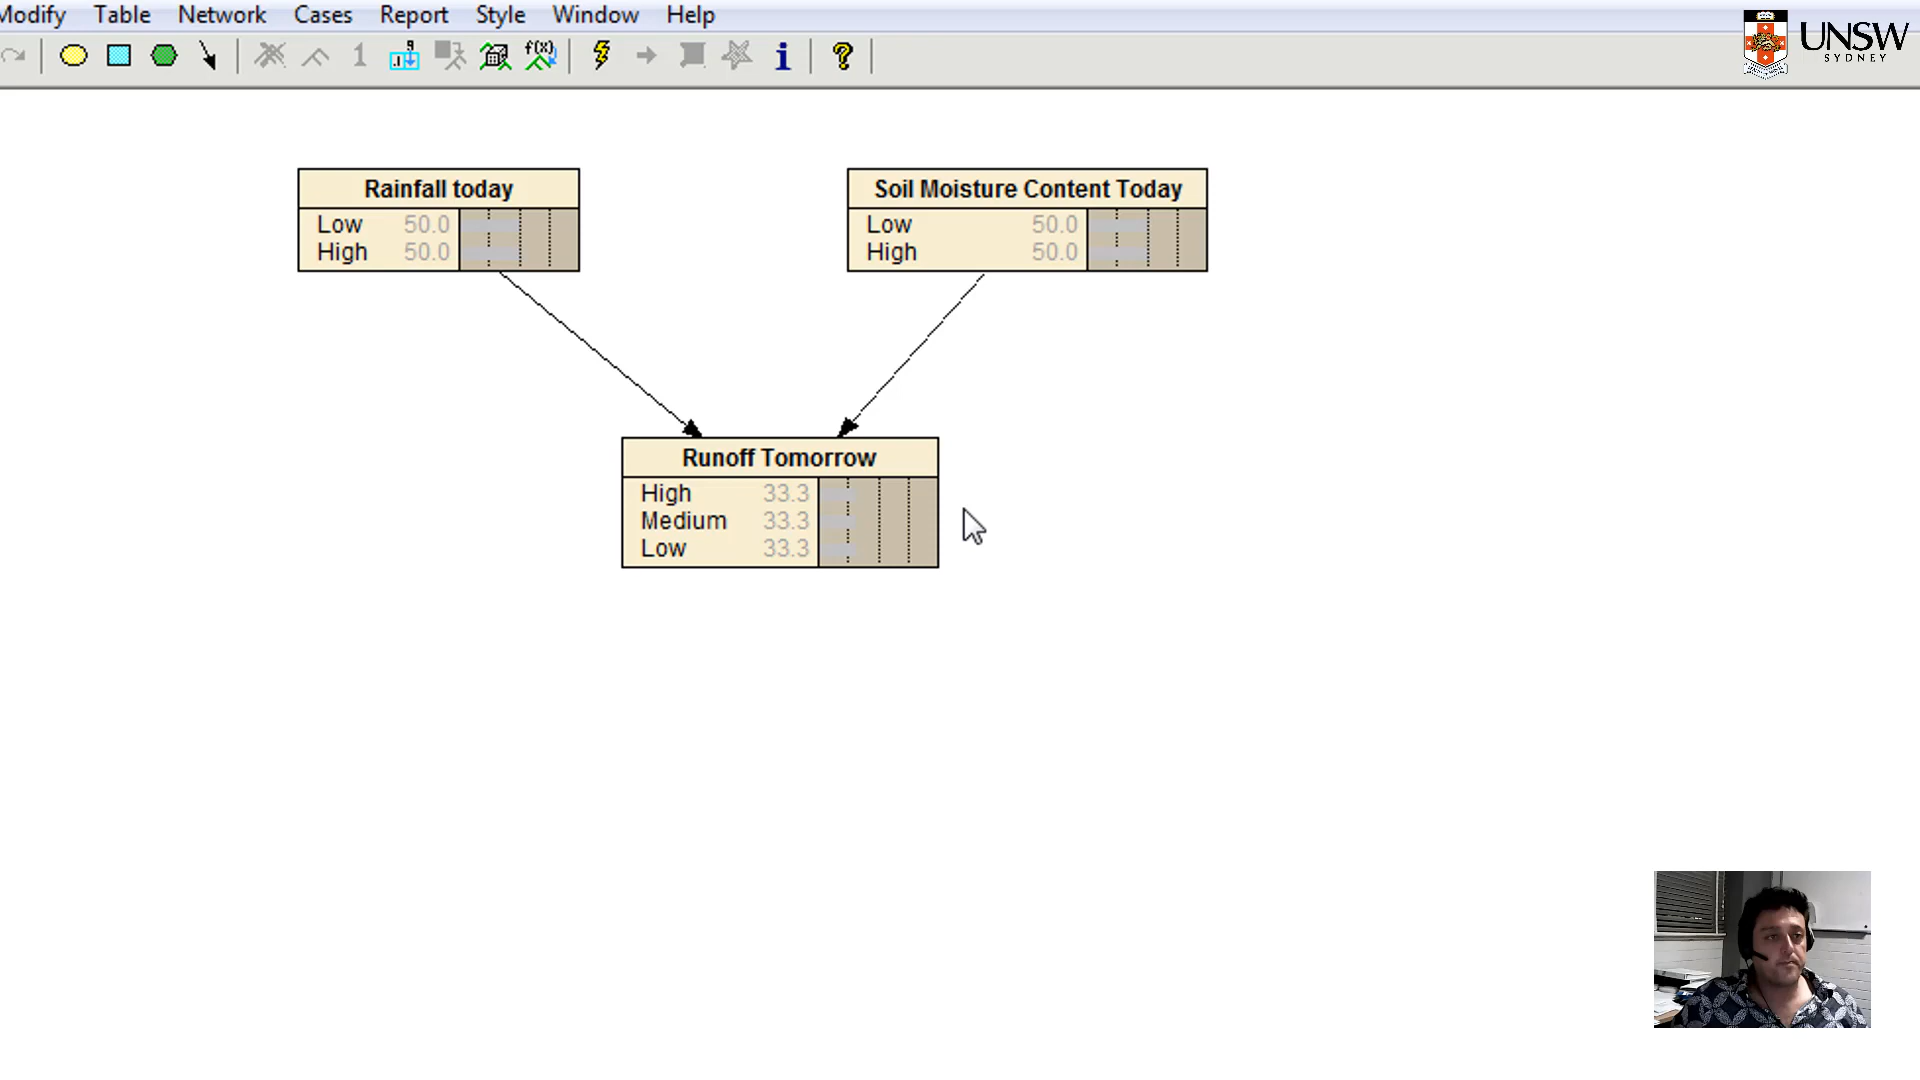 Modify Table Network Cases Report Style Window Help
UNSW
SYDNEY
1 f(x) i ?
Rainfall today
Low 50.0
High 50.0
Soil Moisture Content Today
Low 50.0
High 50.0
Runoff Tomorrow
High 33.3
Medium 33.3
Low 33.3